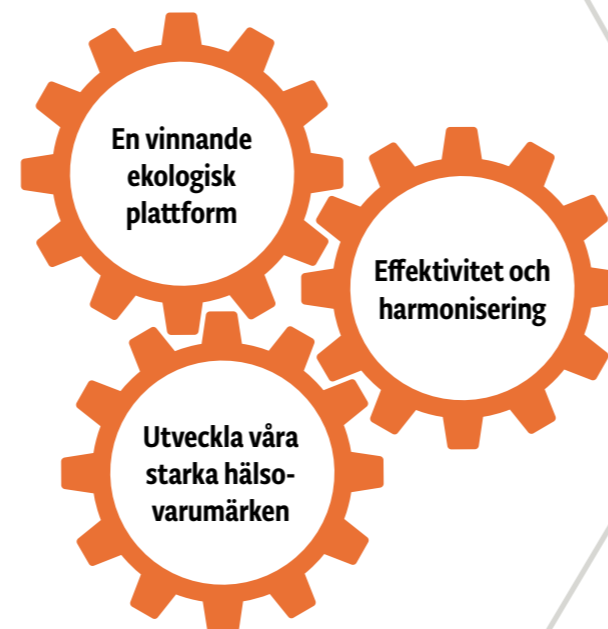 En vinnande
ekologisk
plattform
Effektivitet och
harmonisering
Utveckla våra
starka hälso-
varumärken